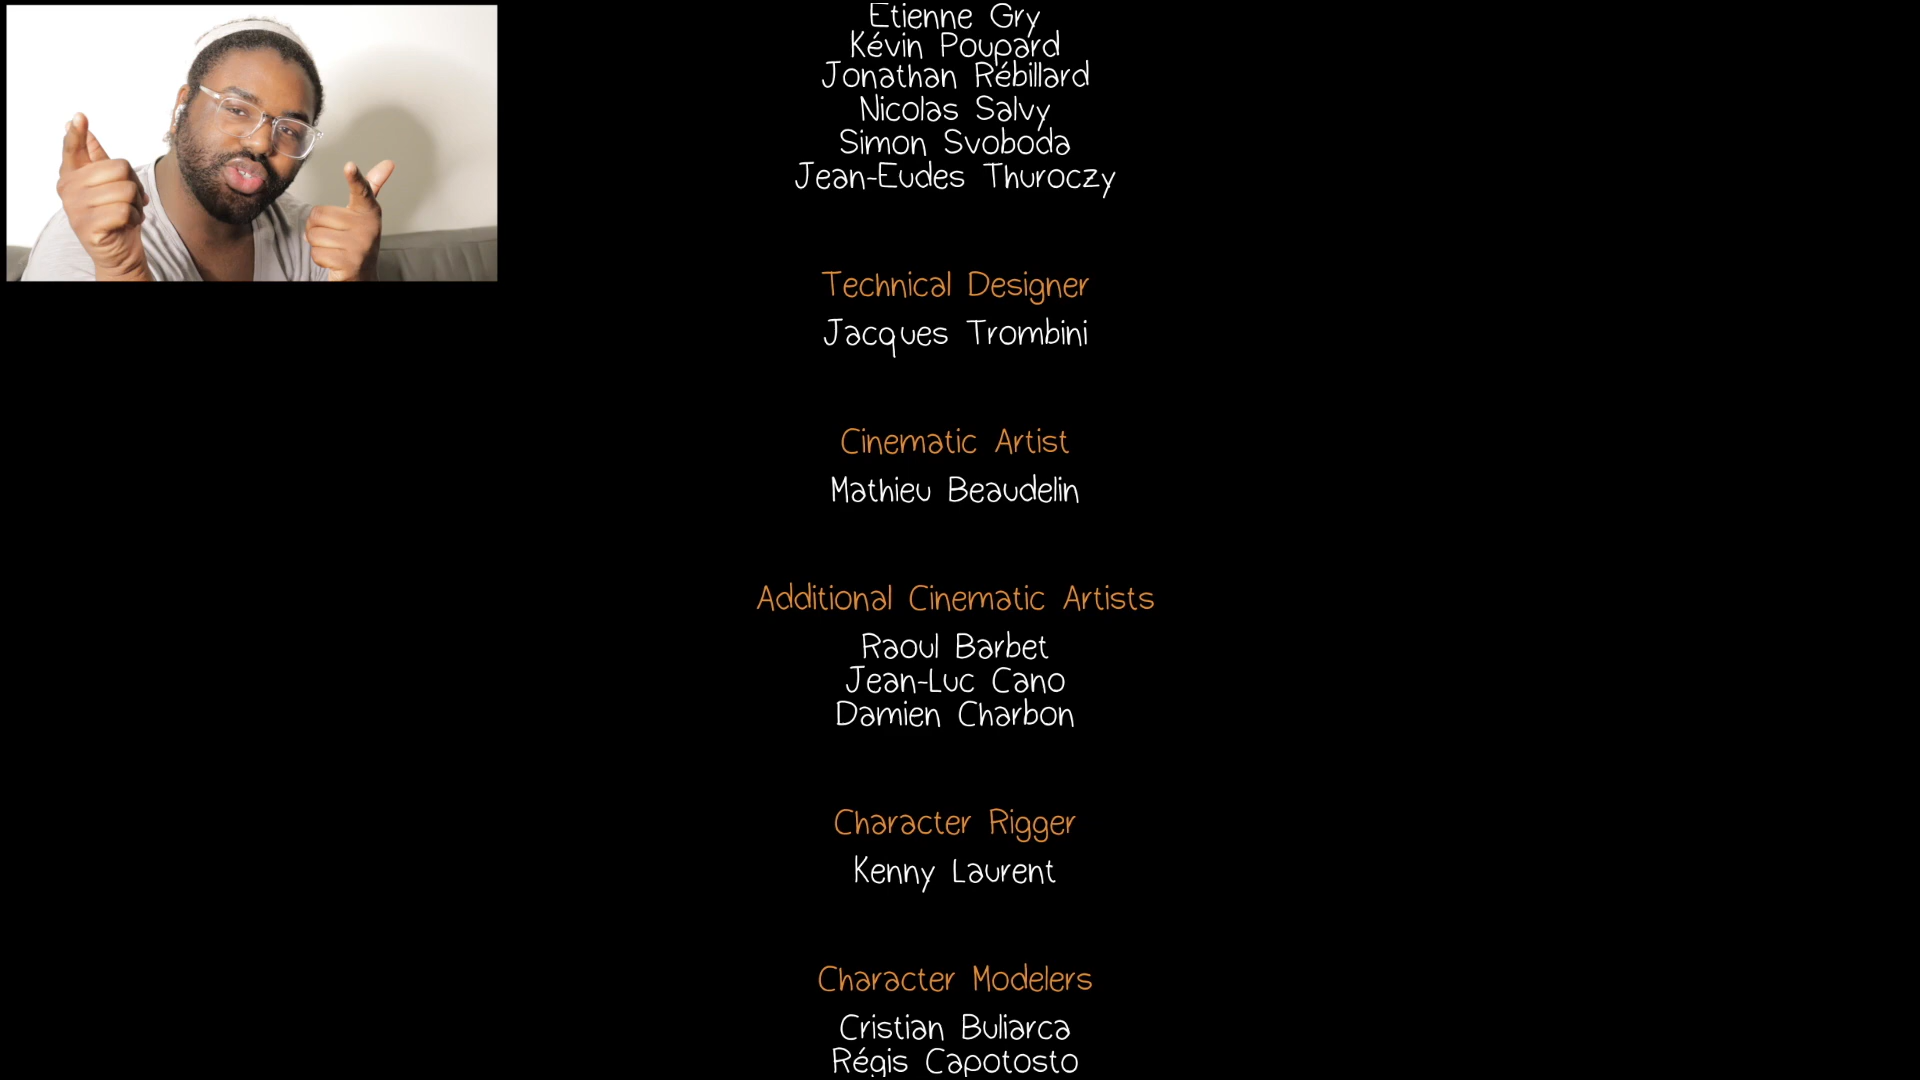 Etienne Gry
Kévin Poupard
Jonathan Rébillard
Nicolas Salvy
Simon Svoboda
Jean-Eudes Thuroczy
Technical Designer
Jacques Trombini
Cinematic Artist
Mathieu Beaudelin
Additional Cinematic Artists
Raoul Barbet
Jean-Luc Cano
Damien Charbon
Character Rigger
Kenny Laurent
Character Modelers
Cristian Buliarca
Régis Capotosto